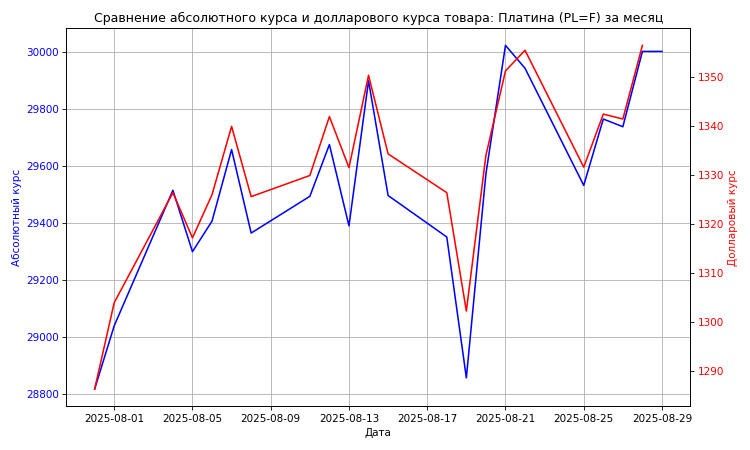 Сравнение абсолютного курса и долларового курса товара: Платина (PL=F) за месяц
Абсолютный курс
30000
29800
29600
29400
29200
29000
28800
2025-08-01 2025-08-05 2025-08-09 2025-08-13 2025-08-17 2025-08-21 2025-08-25 2025-08-29
Дата
1350
1340
1330
1320
1310
1300
1290
Долларовый курс